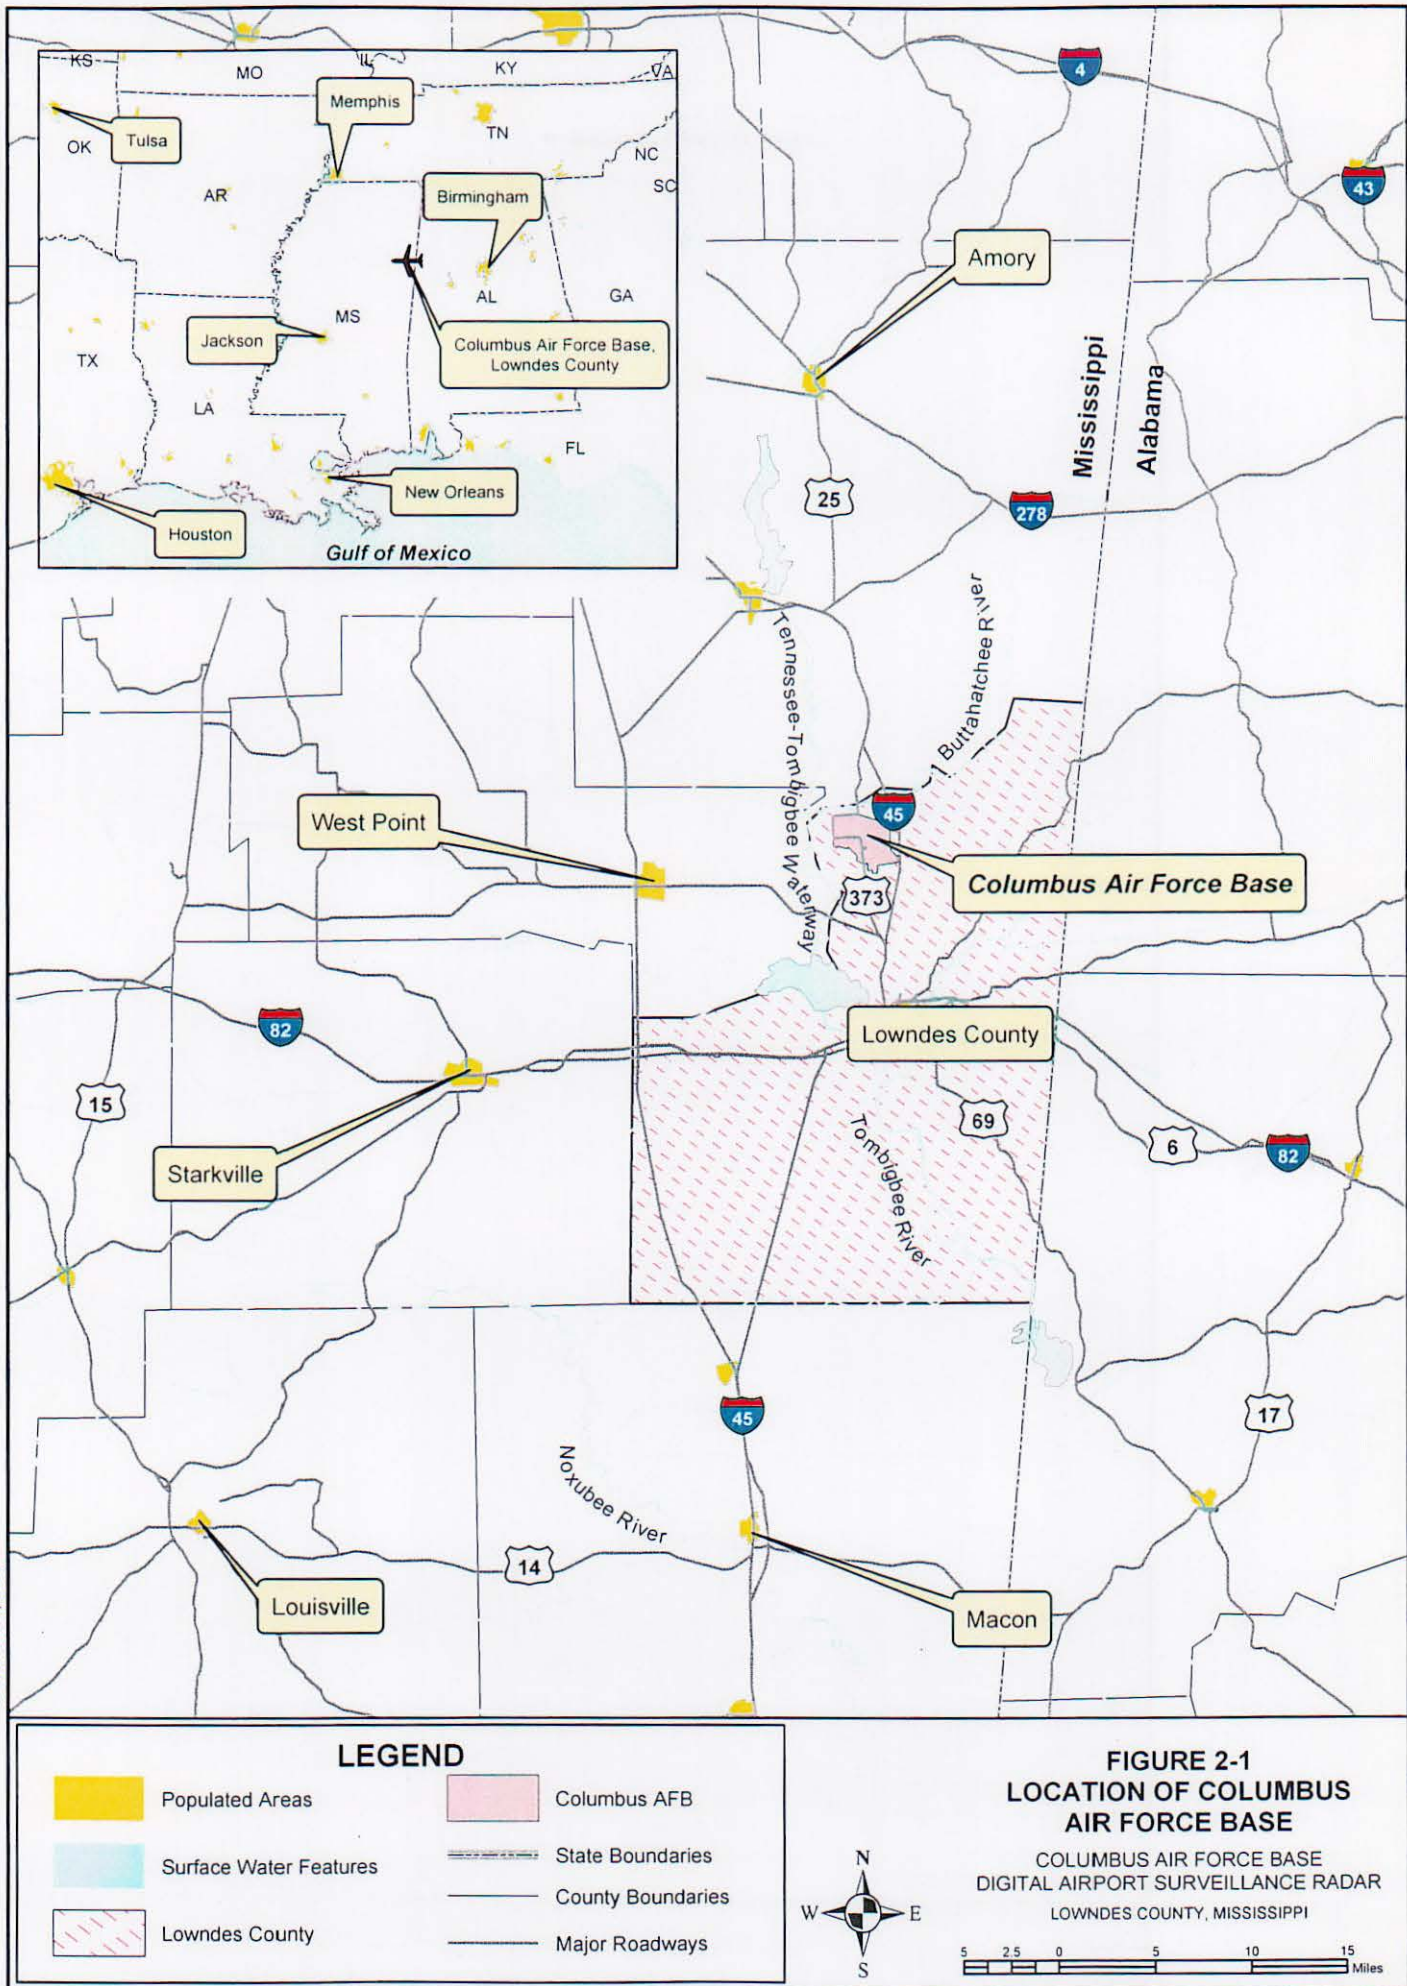 KS
MO
IL
KY
VA
Memphis
Tulsa
OK
TN
NC
AR
SC
Birmingham
AL
GA
MS
Jackson
Columbus Air Force Base,
Lowndes County
TX
LA
FL
New Orleans
Houston
Gulf of Mexico
4
43
Amory
Mississippi
Alabama
25
278
Tennessee-Tombigbee Waterway
Buttahatchee River
45
West Point
Columbus Air Force Base
373
82
Lowndes County
15
69
6
82
Starkville
Tombigbee River
45
17
Noxubee River
14
Louisville
Macon
LEGEND
Populated Areas
Surface Water Features
Lowndes County
Columbus AFB
State Boundaries
County Boundaries
Major Roadways
N
W
E
S
FIGURE 2-1
LOCATION OF COLUMBUS
AIR FORCE BASE
COLUMBUS AIR FORCE BASE
DIGITAL AIRPORT SURVEILLANCE RADAR
LOWNDES COUNTY, MISSISSIPPI
5 2.5 0 5 10 15
Miles